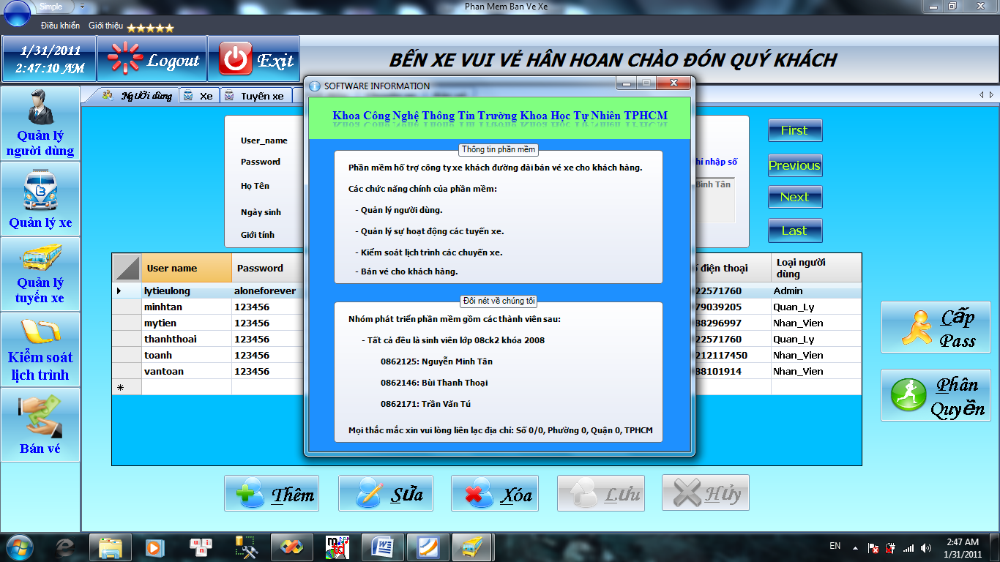 Simple
Phan Mem Ban Ve Xe
Điều khiển Giới thiệu
1/31/2011
2:47:10 AM
Logout
Exit
BẾN XE VUI VẺ HÂN HOAN CHÀO ĐÓN QUÝ KHÁCH
Người dùng
Xe
Tuyến xe
Quản lý
người dùng
Quản lý xe
Quản lý
tuyến xe
Kiểm soát
lịch trình
Bán vé
User_name
Password
Họ Tên
Ngày sinh
Giới tính
hỉ nhập số
Bình Tân
First
Previous
Next
Last
SOFTWARE INFORMATION
Khoa Công Nghệ Thông Tin Trường Khoa Học Tự Nhiên TPHCM
Thông tin phần mềm
Phần mềm hố trợ công ty xe khách đường dài bán vé xe cho khách hàng.
Các chức năng chính của phần mềm:
- Quản lý người dùng.
- Quản lý sự hoạt động các tuyến xe.
- Kiểm soát lịch trình các chuyến xe.
- Bán vé cho khách hàng.
Đôi nét về chúng tôi
Nhóm phát triển phần mềm gồm các thành viên sau:
- Tất cả đều là sinh viên lớp 08ck2 khóa 2008
0862125: Nguyễn Minh Tân
0862146: Bùi Thanh Thoại
0862171: Trần Văn Tú
Mọi thắc mắc xin vui lòng liên lạc địa chỉ: Số 0/0, Phường 0, Quận 0, TPHCM
User name Password điện thoại Loại người
dùng
lytieulong aloneforever 22571760 Admin
minhtan 123456 79039205 Quan_Ly
mytien 123456 38296997 Nhan_Vien
thanhthoai 123456 22571760 Quan_Ly
toanh 123456 212117450 Nhan_Vien
vantoan 123456 38101914 Nhan_Vien
Cấp
Pass
Phân
Quyền
Thêm
Sửa
Xóa
Lưu
Hủy
EN
2:47 AM
1/31/2011